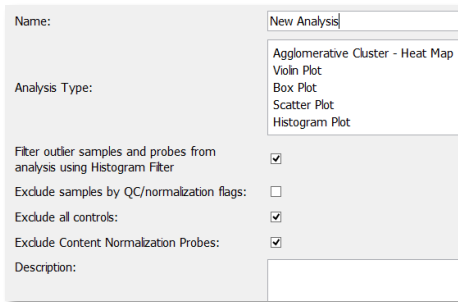 Name: New Analysis
Analysis Type:
Agglomerative Cluster - Heat Map
Violin Plot
Box Plot
Scatter Plot
Histogram Plot
Filter outlier samples and probes from
analysis using Histogram Filter
Exclude samples by QC/normalization flags:
Exclude all controls:
Exclude Content Normalization Probes:
Description: